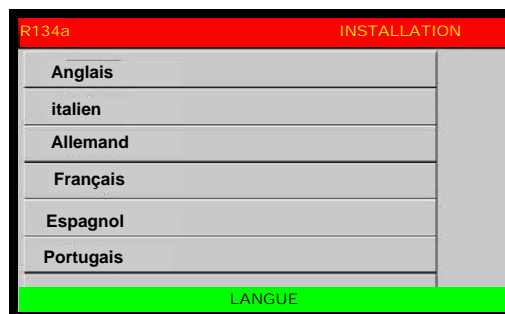 R134a INSTALLATION
Anglais
italien
Allemand
Français
Espagnol
Portugais
LANGUE